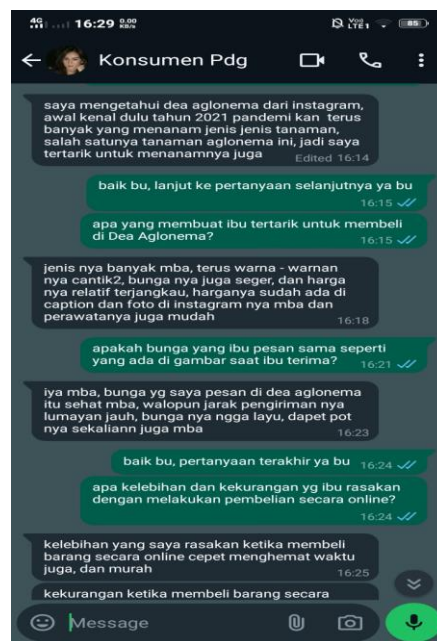 4G 16:29 0.00 KB/s Vo LTE1 85
Konsumen Pdg
saya mengetahui dea aglonema dari instagram,
awal kenal dulu tahun 2021 pandemi kan terus
banyak yang menanam jenis jenis tanaman,
salah satunya tanaman aglonema ini, jadi saya
tertarik untuk menanamnya juga Edited 16:14
baik bu, lanjut ke pertanyaan selanjutnya ya bu
16:15
apa yang membuat ibu tertarik untuk membeli
di Dea Aglonema? 16:15
jenis nya banyak mba, terus warna - warnan
nya cantik2, bunga nya juga seger, dan harga
nya relatif terjangkau, harganya sudah ada di
caption dan foto di instagram nya mba dan
perawatanya juga mudah 16:18
apakah bunga yang ibu pesan sama seperti
yang ada di gambar saat ibu terima? 16:21
iya mba, bunga yg saya pesan di dea aglonema
itu sehat mba, walopun jarak pengiriman nya
lumayan jauh, bunga nya ngga layu, dapet pot
nya sekaliann juga mba 16:23
baik bu, pertanyaan terakhir ya bu 16:24
apa kelebihan dan kekurangan yg ibu rasakan
dengan melakukan pembelian secara online?
16:24
kelebihan yang saya rasakan ketika membeli
barang secara online cepet menghemat waktu
juga, dan murah 16:25
kekurangan ketika membeli barang secara
Message